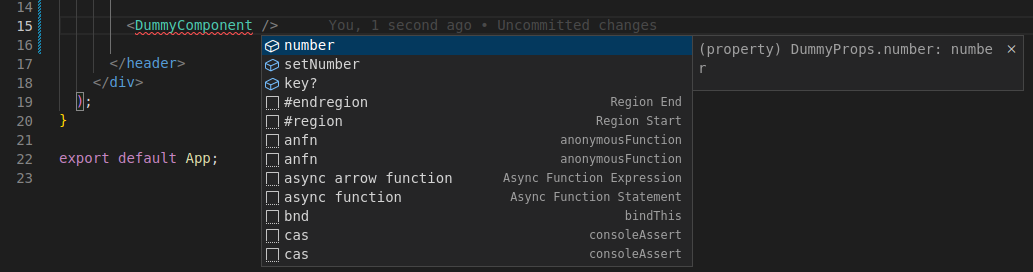 14
15 <DummyComponent /> You, 1 second ago • Uncommitted changes
16
17 </header>
18 </div>
19 );
20 }
21
22 export default App;
23
number
setNumber
key?
#endregion Region End
#region Region Start
anfn anonymousFunction
anfn anonymousFunction
async arrow function Async Function Expression
async function Async Function Statement
bnd bindThis
cas consoleAssert
cas consoleAssert
(property) DummyProps.number: numbe
r